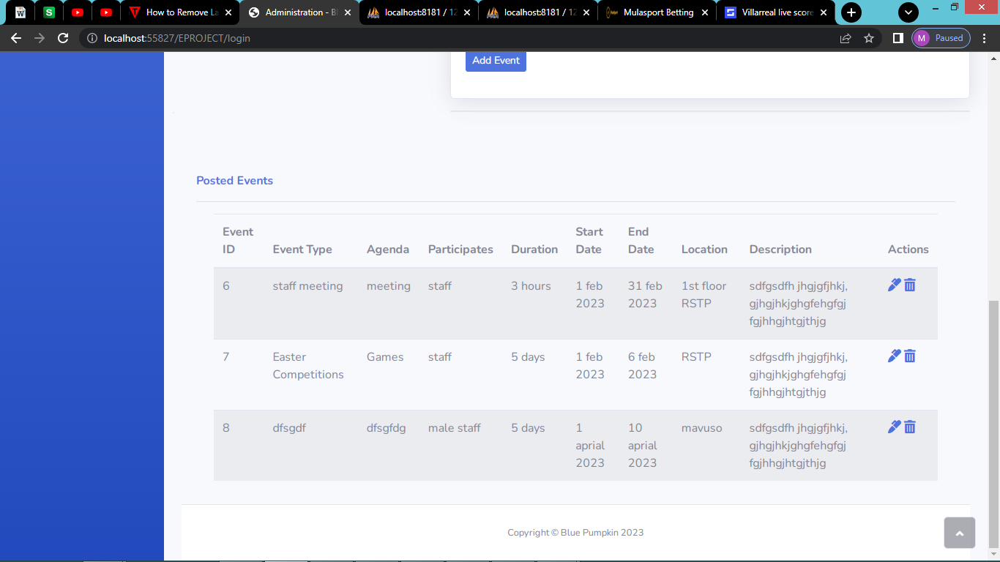 How to Remove La
Administration - Bl
localhost:8181 / 12
localhost:8181 / 12
Mulasport Betting
Villarreal live score
localhost:55827/EPROJECT/login
M Paused
Add Event
Posted Events
Event ID Event Type Agenda Participates Duration Start Date End Date Location Description Actions
6 staff meeting meeting staff 3 hours 1 feb 2023 31 feb 2023 1st floor RSTP sdfgsdfh jhgjgfjhkj, gjhgjhkjghgfehgfgj fgjhhgjhtgjthjg
7 Easter Competitions Games staff 5 days 1 feb 2023 6 feb 2023 RSTP sdfgsdfh jhgjgfjhkj, gjhgjhkjghgfehgfgj fgjhhgjhtgjthjg
8 dfsgdf dfsgfdg male staff 5 days 1 aprial 2023 10 aprial 2023 mavuso sdfgsdfh jhgjgfjhkj, gjhgjhkjghgfehgfgj fgjhhgjhtgjthjg
Copyright © Blue Pumpkin 2023